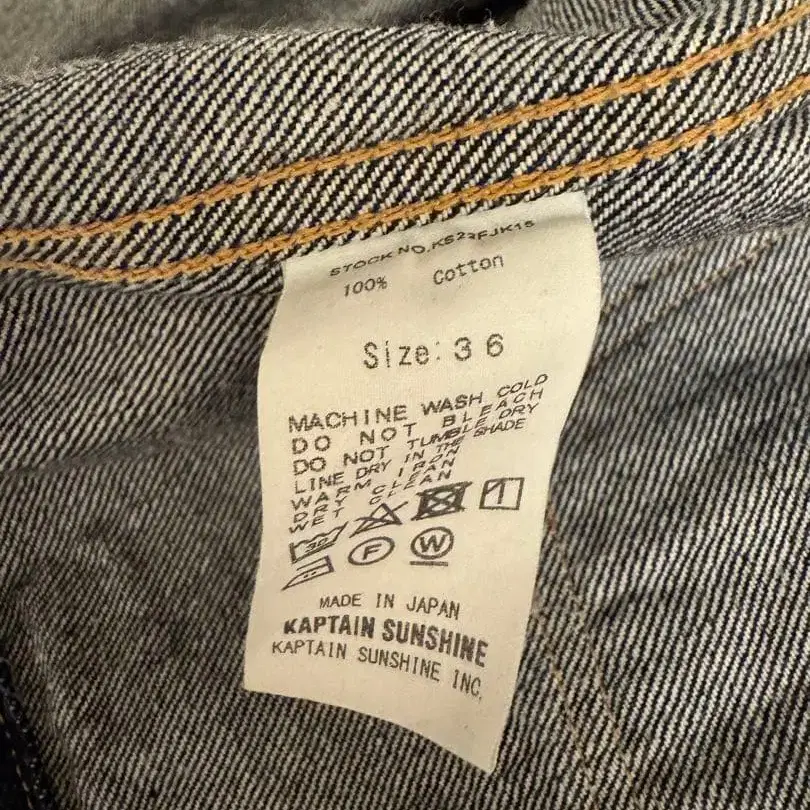 STOCK NO.KS23FJK15
100% Cotton
Size: 36
MACHINE WASH COLD
DO NOT BLEACH
DO NOT TUMBLE DRY
LINE DRY IN THE SHADE
WARM IRON
DRY CLEAN
WET CLEAN
30
F W
MADE IN JAPAN
KAPTAIN SUNSHINE
KAPTAIN SUNSHINE INC.